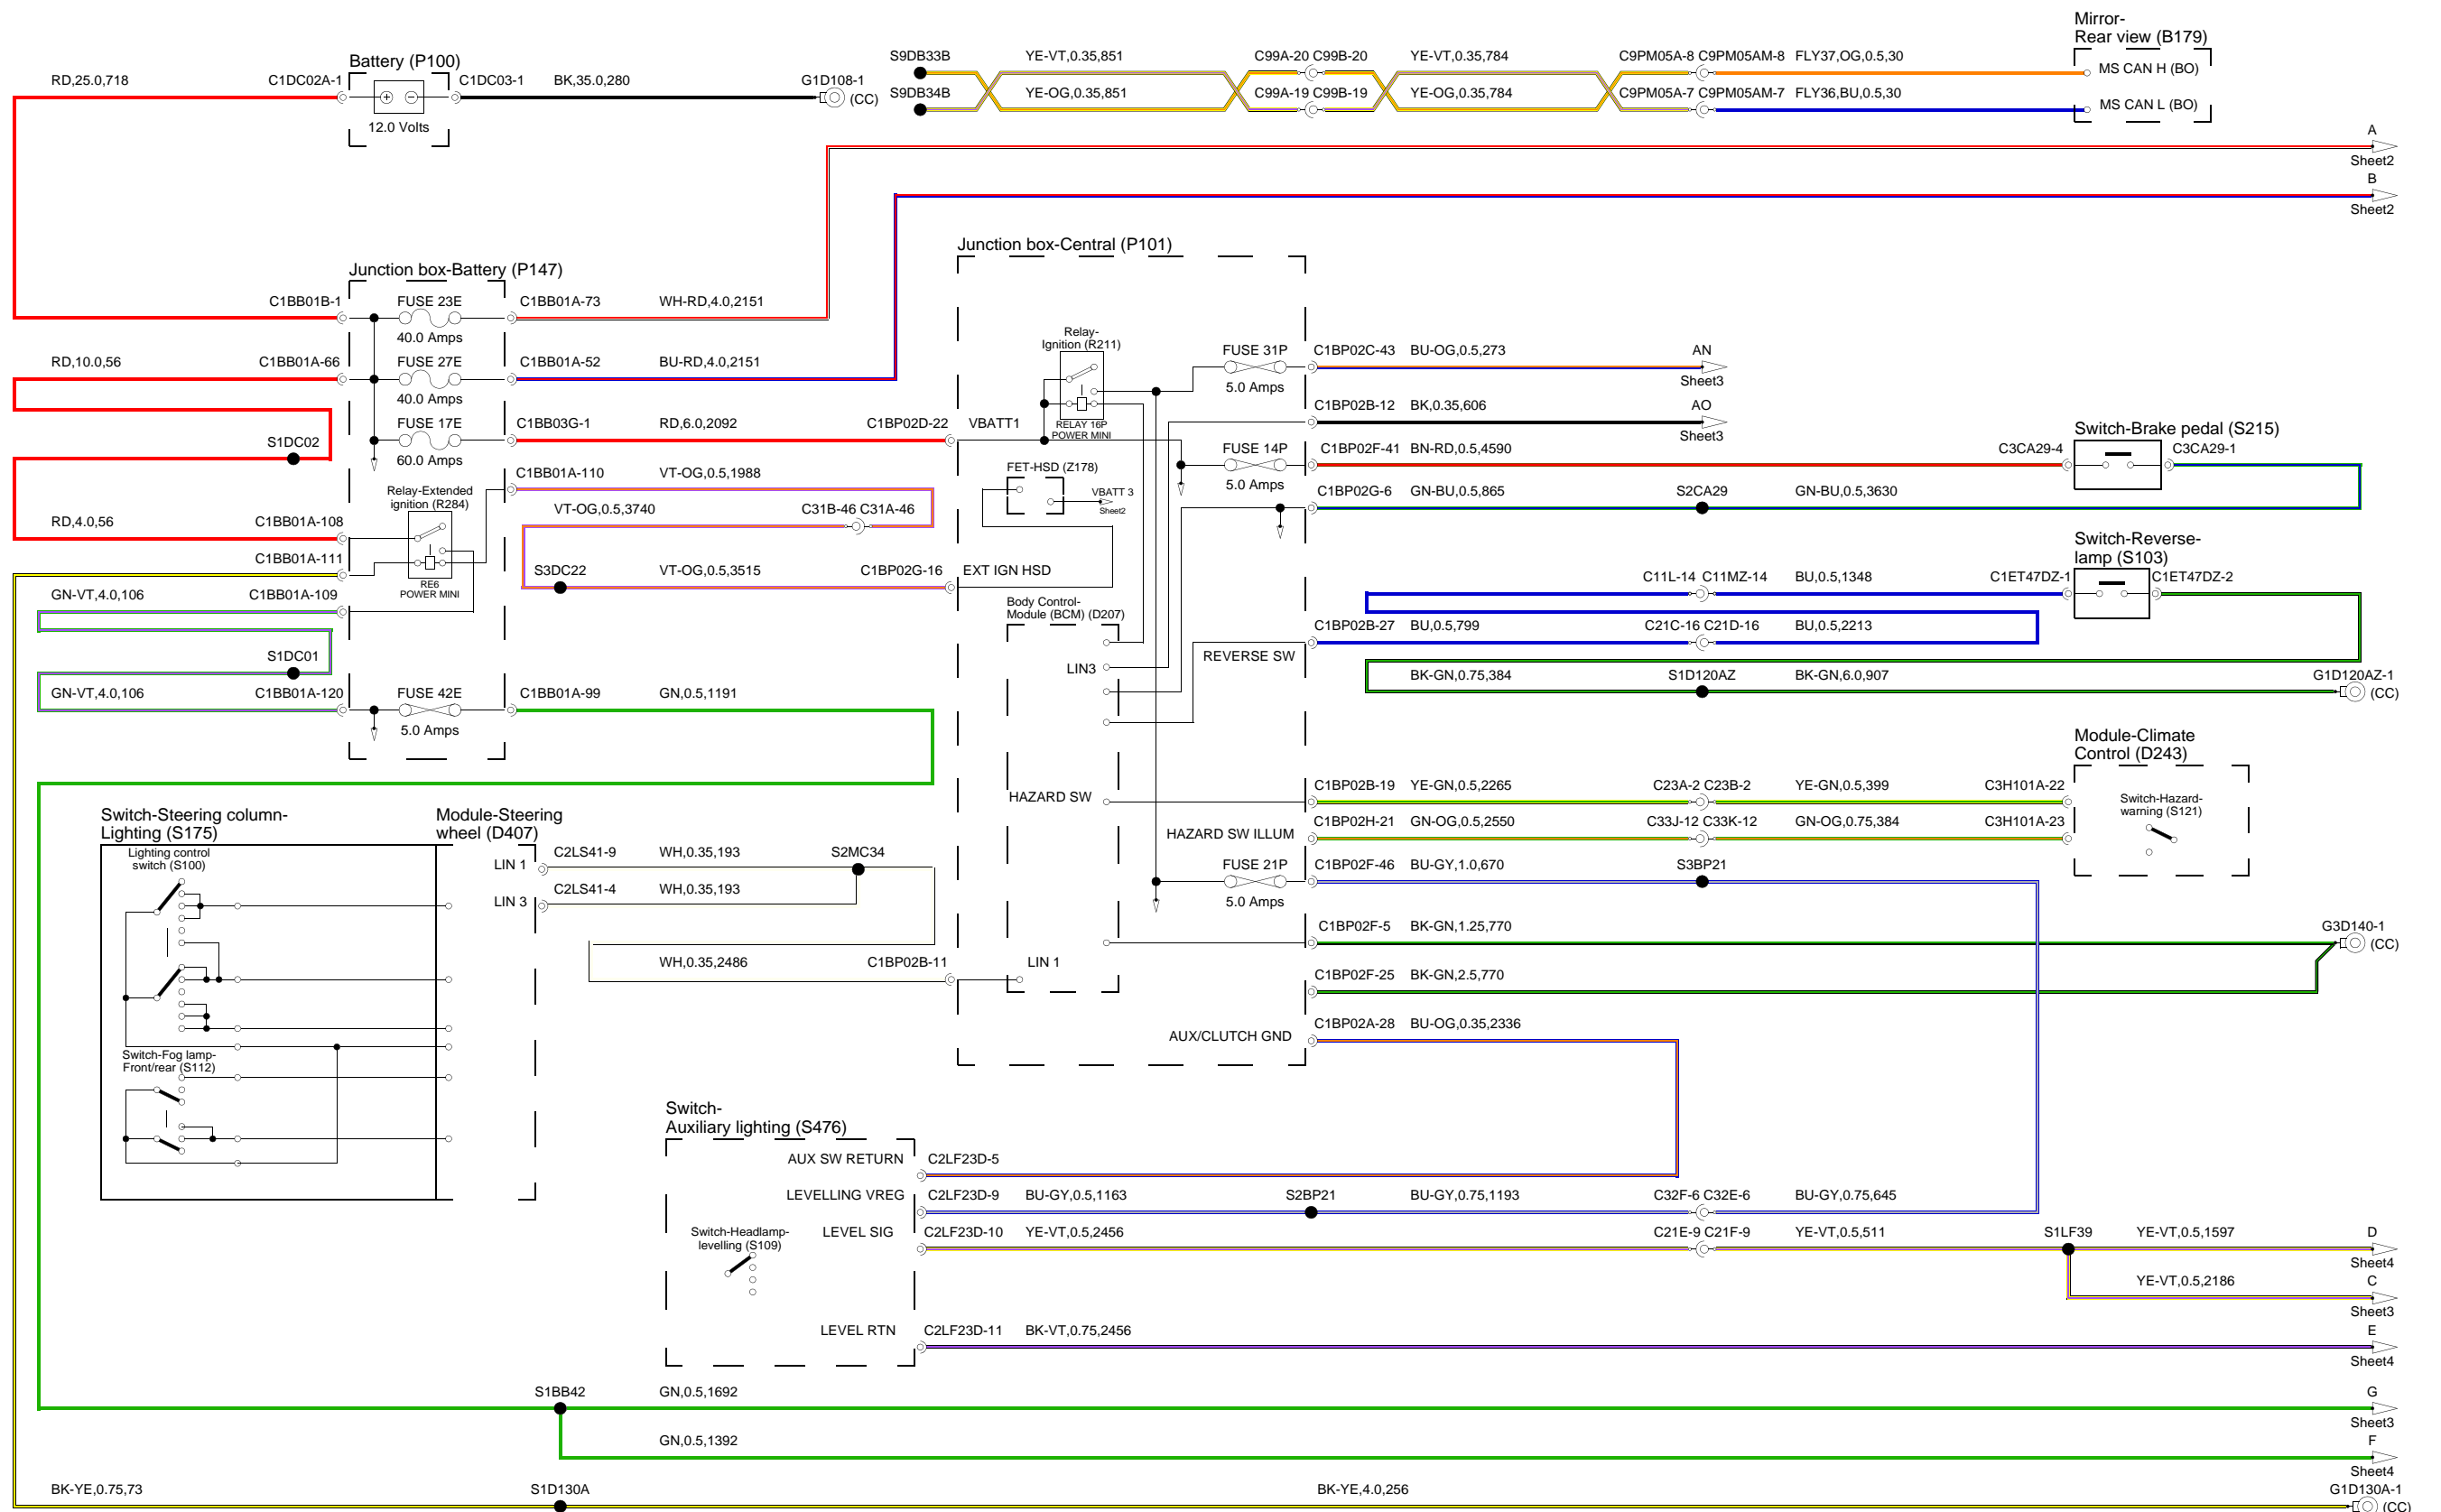 Mirror-
Rear view (B179)
S9DB33B
YE-VT,0.35,851
C99A-20 C99B-20
YE-VT,0.35,784
C9PM05A-8 C9PM05AM-8 FLY37,OG,0.5,30
MS CAN H (BO)
Battery (P100)
RD,25.0,718
C1DC02A-1
C1DC03-1
BK,35.0,280
G1D108-1
(CC)
12.0 Volts
S9DB34B
YE-OG,0.35,851
C99A-19 C99B-19
YE-OG,0.35,784
C9PM05A-7 C9PM05AM-7 FLY36,BU,0.5,30
MS CAN L (BO)
A
Sheet2
B
Sheet2
Junction box-Central (P101)
Junction box-Battery (P147)
C1BB01B-1
FUSE 23E
40.0 Amps
C1BB01A-73
WH-RD,4.0,2151
RD,10.0,56
C1BB01A-66
FUSE 27E
40.0 Amps
C1BB01A-52
BU-RD,4.0,2151
Relay-
Ignition (R211)
RELAY 16P
POWER MINI
FUSE 31P
5.0 Amps
C1BP02C-43
BU-OG,0.5,273
AN
Sheet3
C1BP02B-12
BK,0.35,606
AO
Sheet3
S1DC02
FUSE 17E
60.0 Amps
C1BB03G-1
RD,6.0,2092
C1BP02D-22
VBATT1
FUSE 14P
5.0 Amps
C1BP02F-41
BN-RD,0.5,4590
C3CA29-4
Switch-Brake pedal (S215)
C3CA29-1
C1BB01A-110
VT-OG,0.5,1988
FET-HSD (Z178)
VBATT 3
Sheet2
C1BP02G-6
GN-BU,0.5,865
S2CA29
GN-BU,0.5,3630
Relay-Extended
ignition (R284)
RE6
POWER MINI
VT-OG,0.5,3740
C31B-46 C31A-46
RD,4.0,56
C1BB01A-108
C1BB01A-111
S3DC22
VT-OG,0.5,3515
C1BP02G-16
EXT IGN HSD
Switch-Reverse-
lamp (S103)
C11L-14 C11MZ-14
BU,0.5,1348
C1ET47DZ-1
C1ET47DZ-2
GN-VT,4.0,106
C1BB01A-109
Body Control-
Module (BCM) (D207)
C1BP02B-27
BU,0.5,799
C21C-16 C21D-16
BU,0.5,2213
REVERSE SW
LIN3
S1DC01
BK-GN,0.75,384
S1D120AZ
BK-GN,6.0,907
G1D120AZ-1
(CC)
GN-VT,4.0,106
C1BB01A-120
FUSE 42E
5.0 Amps
C1BB01A-99
GN,0.5,1191
Module-Climate
Control (D243)
Switch-Hazard-
warning (S121)
HAZARD SW
C1BP02B-19
YE-GN,0.5,2265
C23A-2 C23B-2
YE-GN,0.5,399
C3H101A-22
HAZARD SW ILLUM
C1BP02H-21
GN-OG,0.5,2550
C33J-12 C33K-12
GN-OG,0.75,384
C3H101A-23
Switch-Steering column-
Lighting (S175)
Module-Steering
wheel (D407)
Lighting control
switch (S100)
LIN 1
C2LS41-9
WH,0.35,193
S2MC34
LIN 3
C2LS41-4
WH,0.35,193
FUSE 21P
5.0 Amps
C1BP02F-46
BU-GY,1.0,670
S3BP21
C1BP02F-5
BK-GN,1.25,770
G3D140-1
(CC)
WH,0.35,2486
C1BP02B-11
LIN 1
C1BP02F-25
BK-GN,2.5,770
AUX/CLUTCH GND
C1BP02A-28
BU-OG,0.35,2336
Switch-Fog lamp-
Front/rear (S112)
Switch-
Auxiliary lighting (S476)
AUX SW RETURN
C2LF23D-5
LEVELLING VREG
C2LF23D-9
BU-GY,0.5,1163
S2BP21
BU-GY,0.75,1193
C32F-6 C32E-6
BU-GY,0.75,645
Switch-Headlamp-
levelling (S109)
LEVEL SIG
C2LF23D-10
YE-VT,0.5,2456
C21E-9 C21F-9
YE-VT,0.5,511
S1LF39
YE-VT,0.5,1597
D
Sheet4
YE-VT,0.5,2186
C
Sheet3
LEVEL RTN
C2LF23D-11
BK-VT,0.75,2456
E
Sheet4
S1BB42
GN,0.5,1692
G
Sheet3
GN,0.5,1392
F
Sheet4
BK-YE,0.75,73
S1D130A
BK-YE,4.0,256
G1D130A-1
(CC)